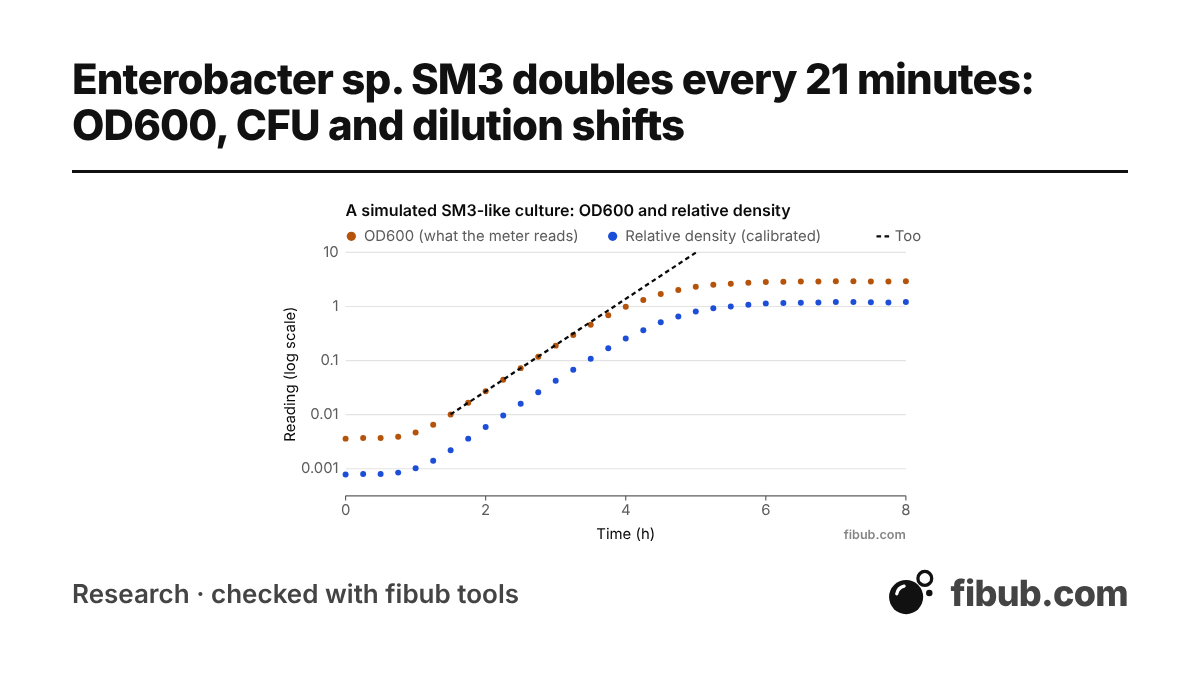 Enterobacter sp. SM3 doubles every 21 minutes:
OD600, CFU and dilution shifts
A simulated SM3-like culture: OD600 and relative density
OD600 (what the meter reads) Relative density (calibrated) Too
10
1
0.1
0.01
0.001
Reading (log scale)
0 2 4 6 8
Time (h)
fibub.com
Research · checked with fibub tools
fibub.com